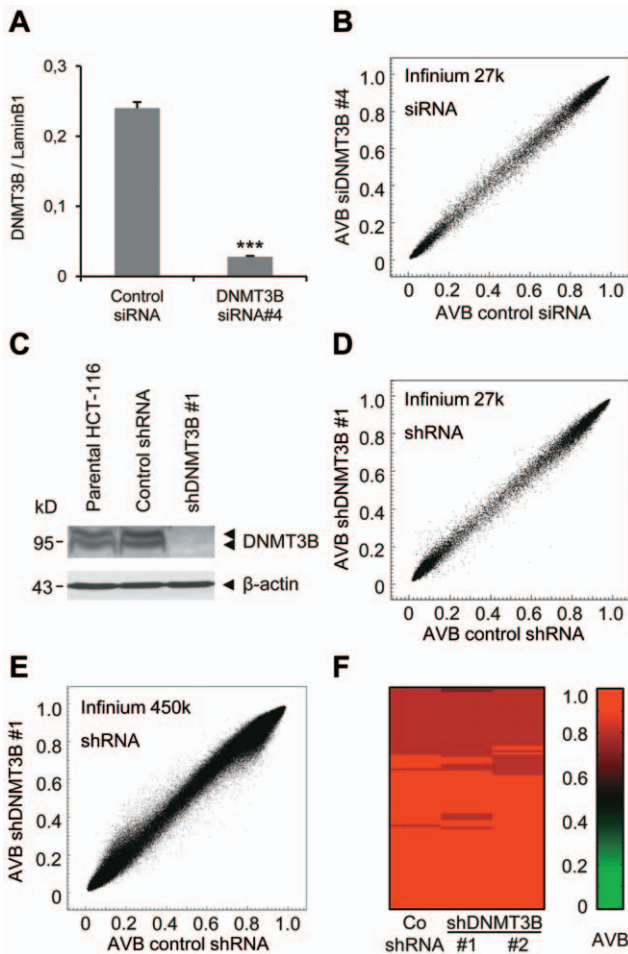 A
DNMT3B / LaminB1
0,3
0,2
0,1
0
***
Control
siRNA
DNMT3B
siRNA#4
B
Infinium 27k
siRNA
AVB siDNMT3B #4
1.0
0.8
0.6
0.4
0.2
0
0 0.2 0.4 0.6 0.8 1.0
AVB control siRNA
C
Parental HCT-116
Control shRNA
shDNMT3B #1
kD
95
DNMT3B
43
β-actin
D
Infinium 27k
shRNA
AVB shDNMT3B #1
1.0
0.8
0.6
0.4
0.2
0
0 0.2 0.4 0.6 0.8 1.0
AVB control shRNA
E
Infinium 450k
shRNA
AVB shDNMT3B #1
1.0
0.8
0.6
0.4
0.2
0
0 0.2 0.4 0.6 0.8 1.0
AVB control shRNA
F
1.0
0.8
0.6
0.4
0.2
0
Co
shRNA
shDNMT3B
#1 #2
AVB